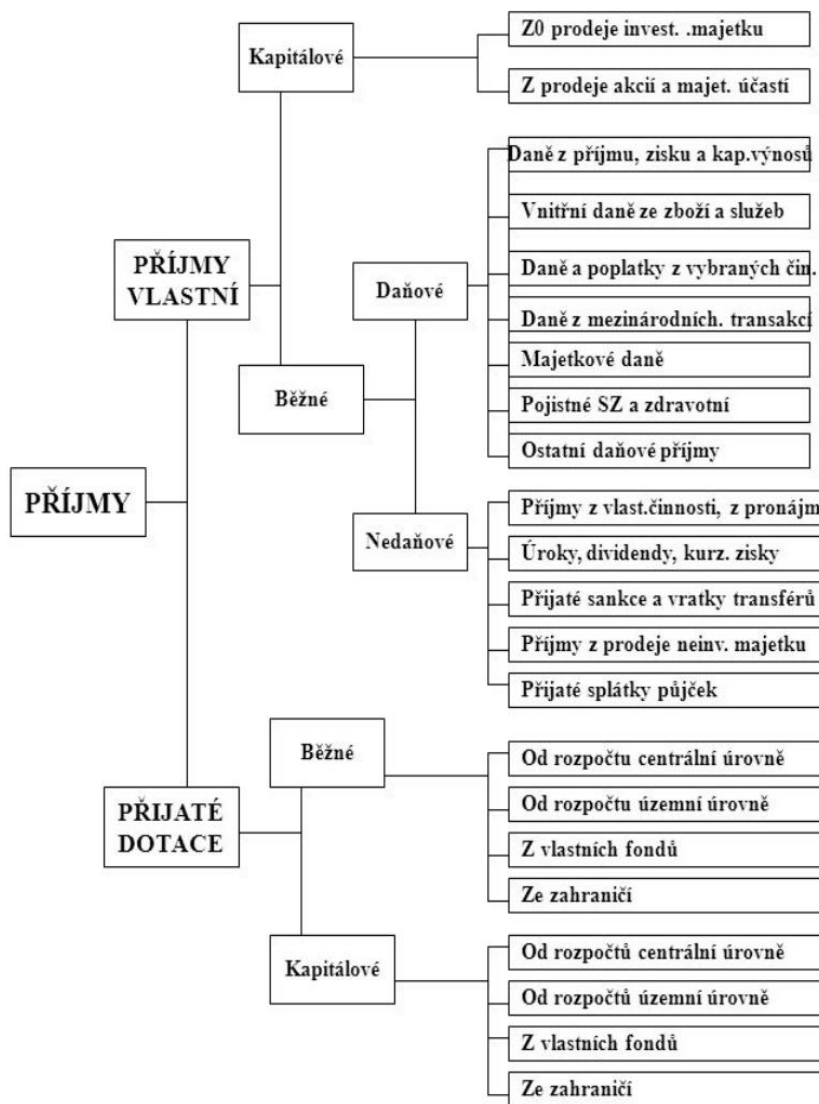 Z0 prodeje invest. .majetku
Kapitálové
Z prodeje akcií a majet. účastí
Daně z příjmu, zisku a kap.výnosů
Vnitřní daně ze zboží a služeb
PŘÍJMY
VLASTNÍ
Daňové
Daně a poplatky z vybraných čin.
Daně z mezinárodních. transakcí
Majetkové daně
Běžné
Pojistné SZ a zdravotní
Ostatní daňové příjmy
PŘÍJMY
Nedaňové
Příjmy z vlast.činnosti, z pronájm
Úroky, dividendy, kurz. zisky
Přijaté sankce a vratky transférů
Příjmy z prodeje neinv. majetku
Přijaté splátky půjček
Běžné
Od rozpočtu centrální úrovně
Od rozpočtu územní úrovně
PŘIJATÉ
DOTACE
Z vlastních fondů
Ze zahraničí
Kapitálové
Od rozpočtů centrální úrovně
Od rozpočtů územní úrovně
Z vlastních fondů
Ze zahraničí